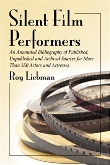 Silent Film
Performers
An Annotated Bibliography of Published,
Unpublished and Archival Sources for More
Than 350 Actors and Actresses
Roy Liebman